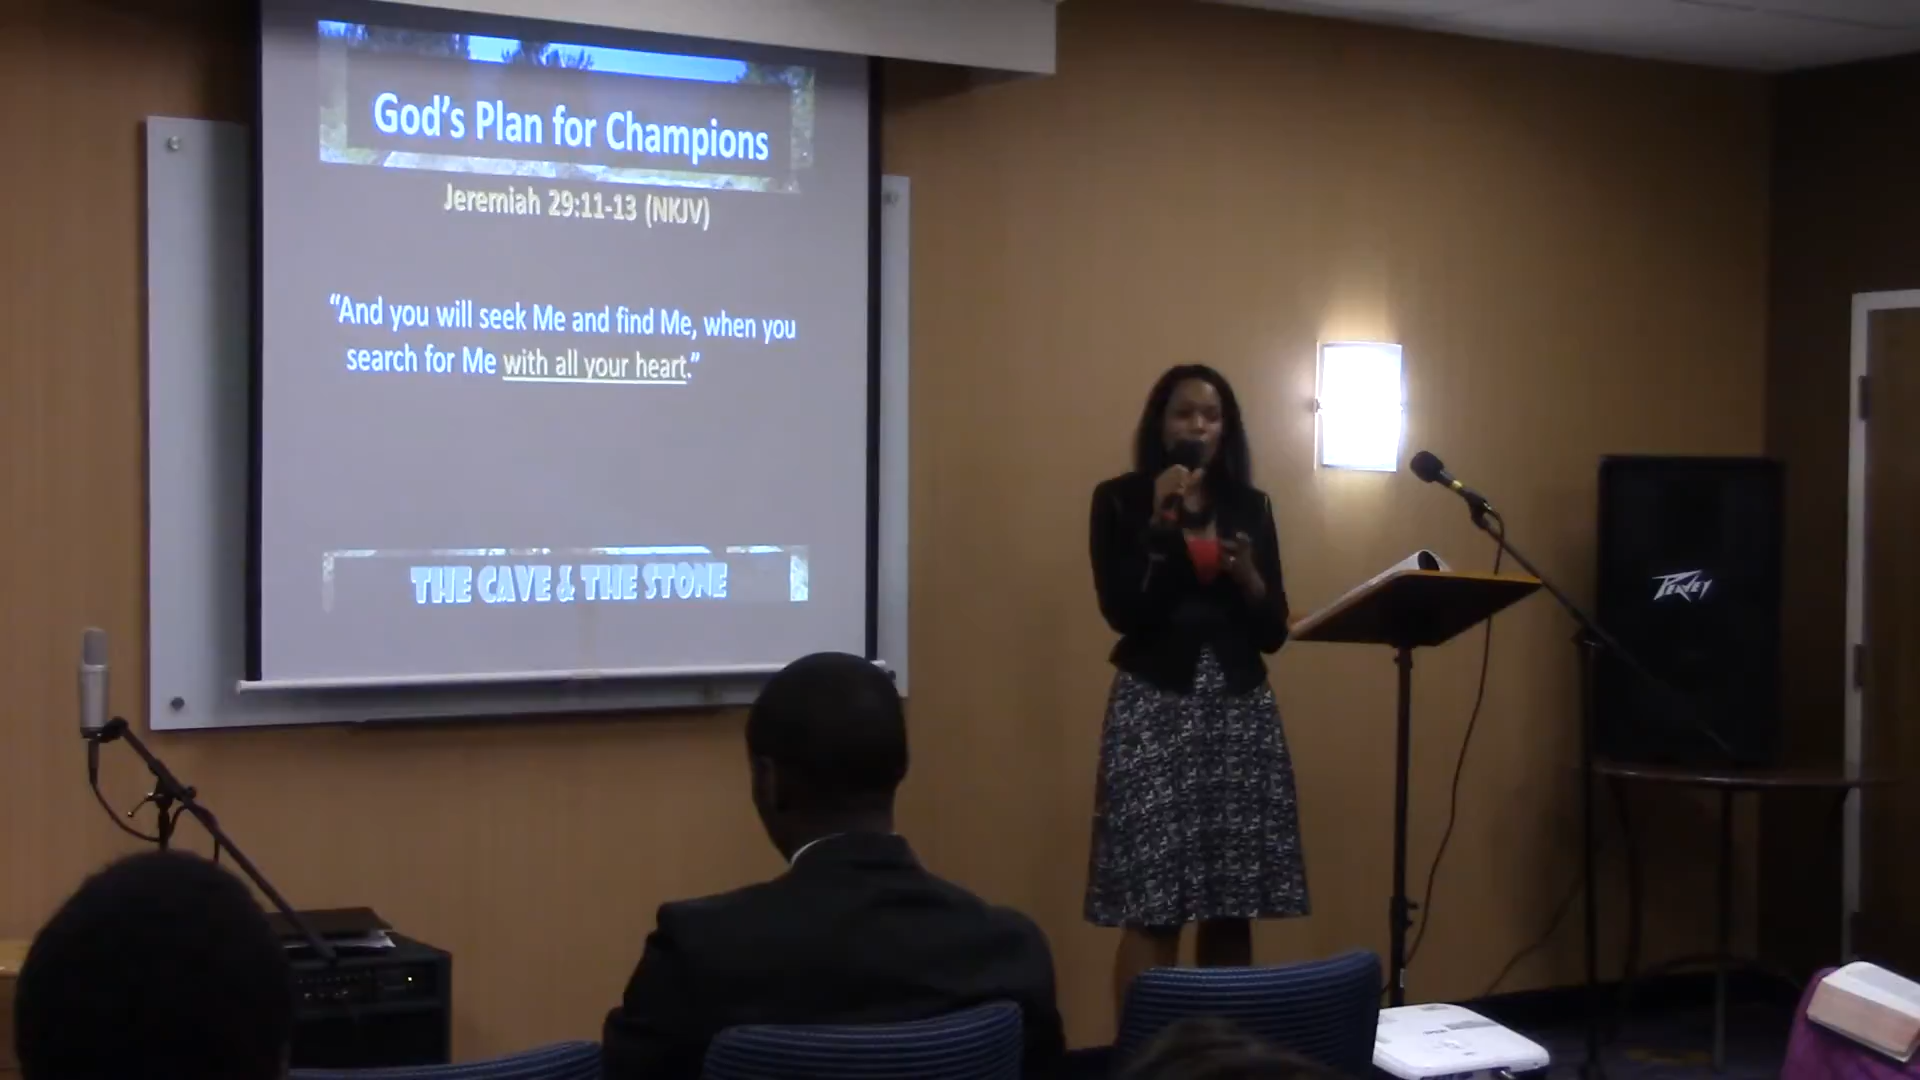 God's Plan for Champions
Jeremiah 29:11-13 (NKJV)
“And you will seek Me and find Me, when you
search for Me with all your heart.”
THE CAVE & THE STONE
PEAVEY